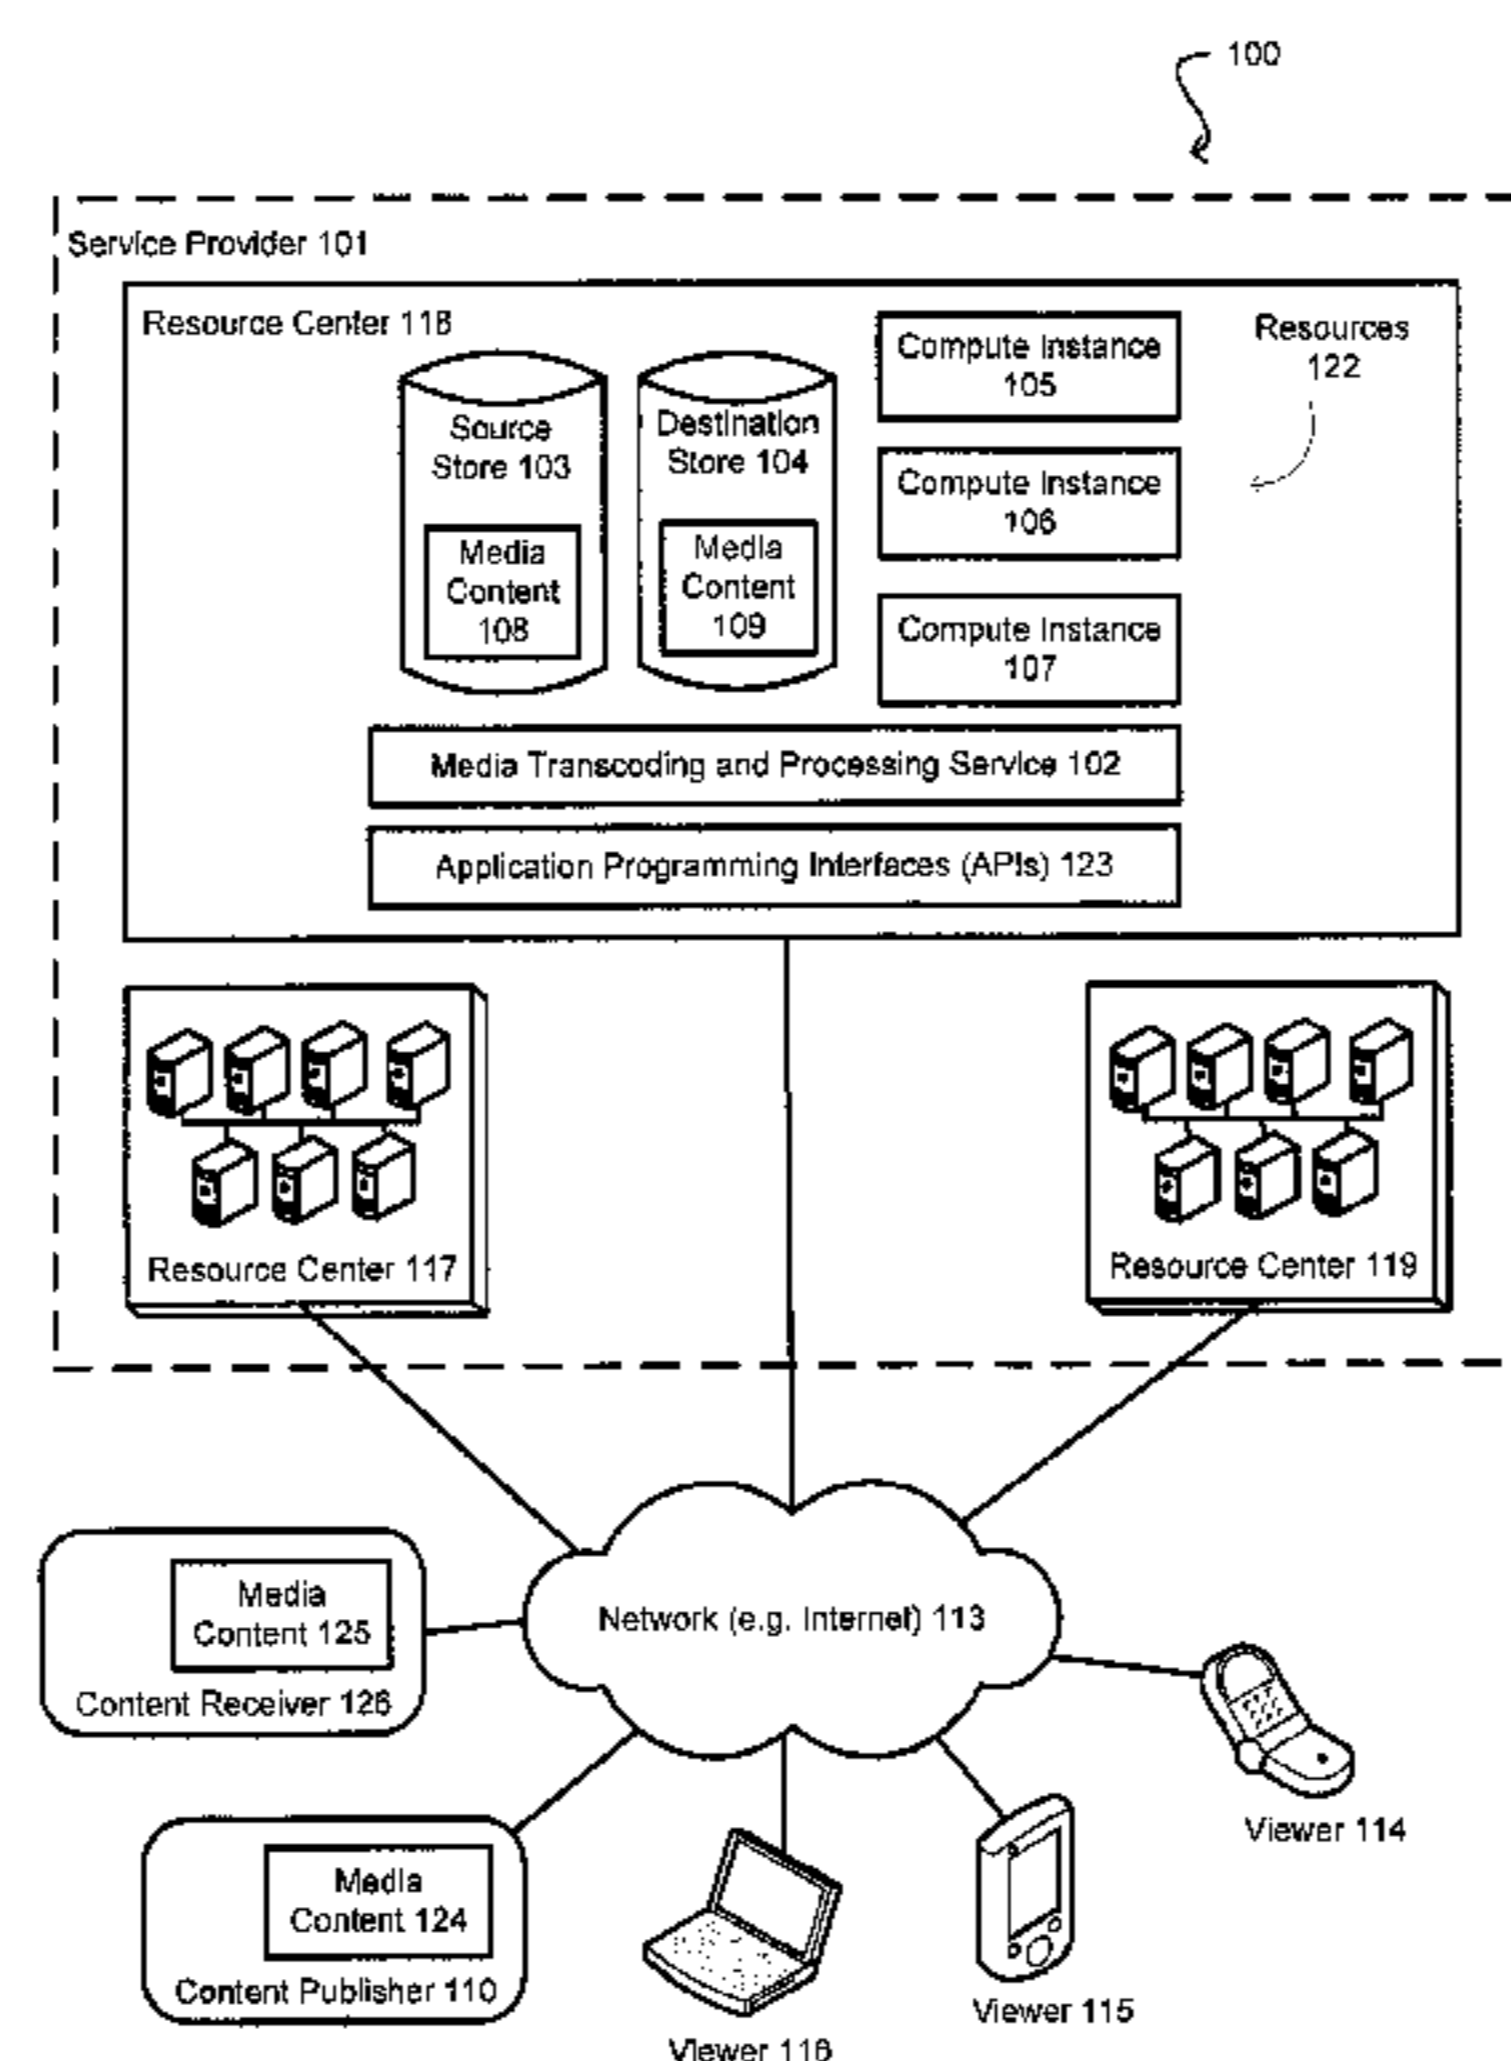 100
Service Provider 101
Resource Center 118
Resources
122
Compute Instance
105
Source
Store 103
Destination
Store 104
Compute Instance
106
Media
Content
108
Media
Content
109
Compute Instance
107
Media Transcoding and Processing Service 102
Application Programming Interfaces (APIs) 123
Resource Center 117
Resource Center 119
Network (e.g. Internet) 113
Media
Content 125
Content Receiver 126
Viewer 114
Media
Content 124
Content Publisher 110
Viewer 115
Viewer 116